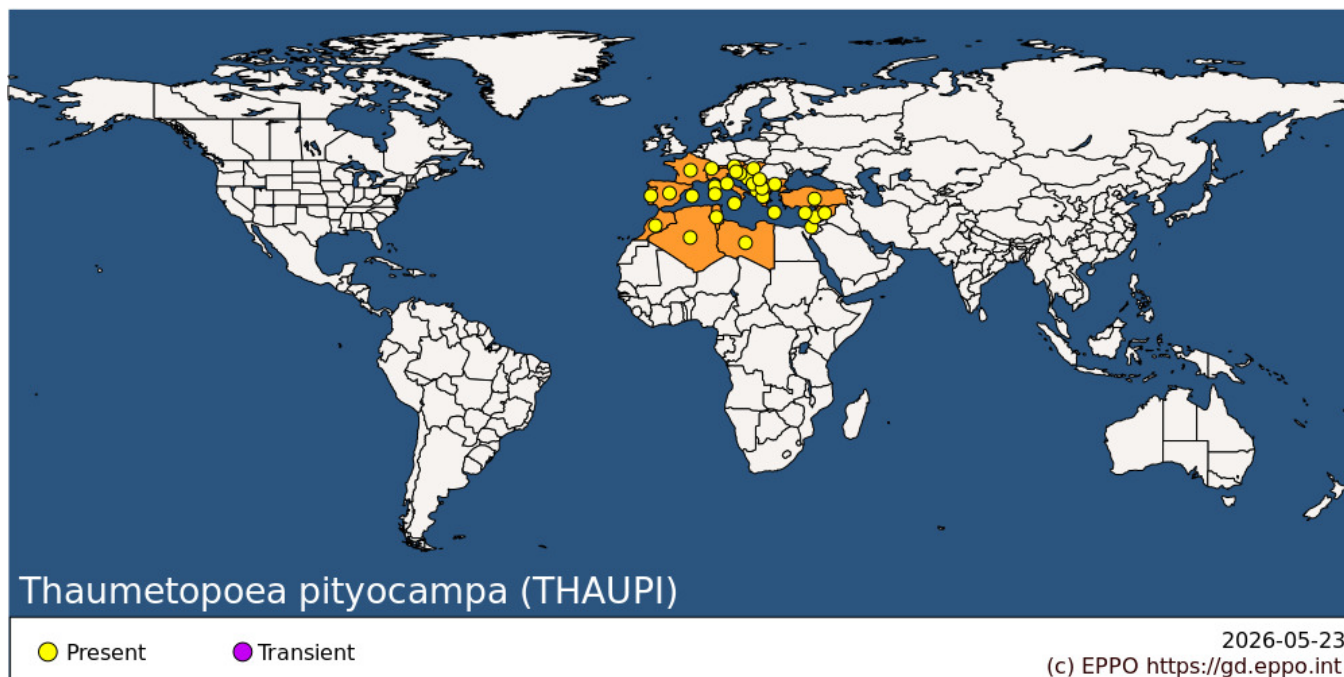 Thaumetopoea pityocampa (THAUPI)
Present
Transient
2026-05-23
(c) EPPO https://gd.eppo.int